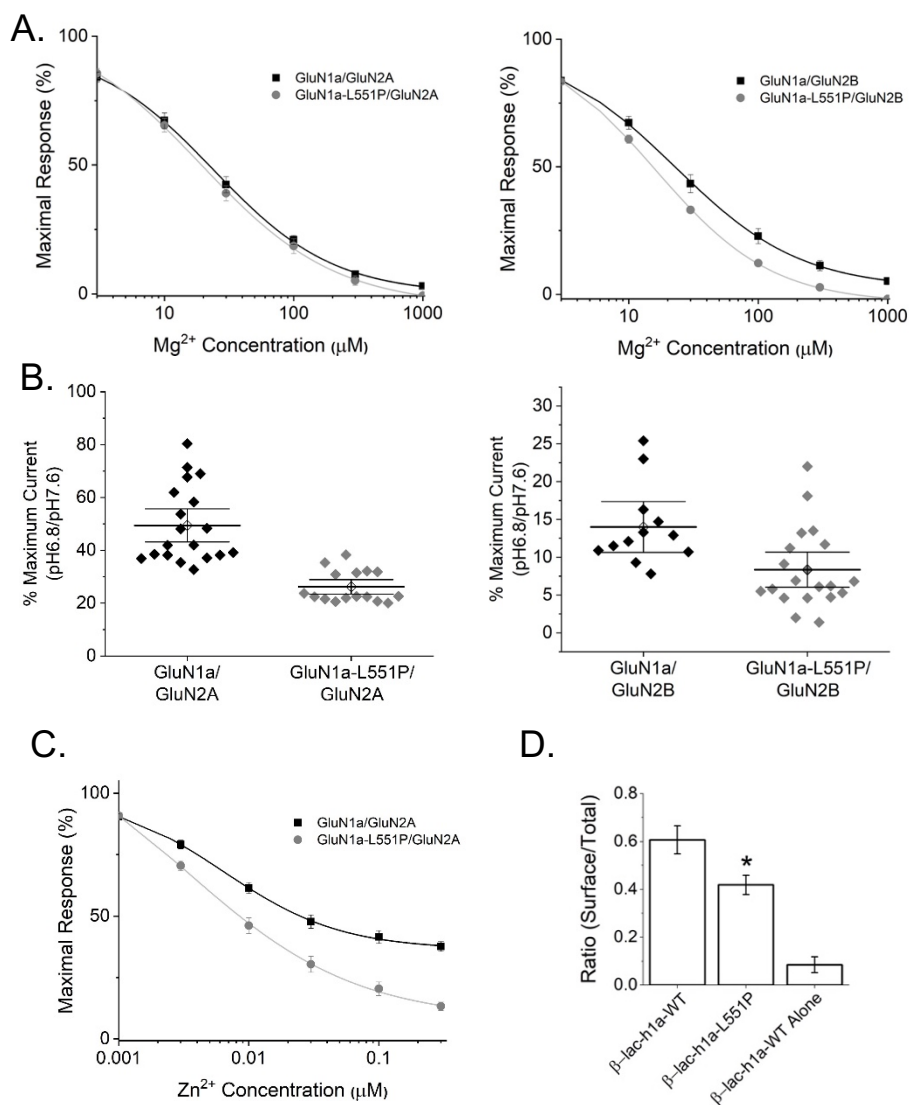 A.
100
50
0
Maximal Response (%)
GluN1a/GluN2A
GluN1a-L551P/GluN2A
10
100
1000
Mg²⁺ Concentration (μM)
100
50
0
Maximal Response (%)
GluN1a/GluN2B
GluN1a-L551P/GluN2B
10
100
1000
Mg²⁺ Concentration (μM)
B.
100
80
60
40
20
0
% Maximum Current
(pH6.8/pH7.6)
GluN1a/
GluN2A
GluN1a-L551P/
GluN2A
30
25
20
15
10
5
0
% Maximum Current
(pH6.8/pH7.6)
GluN1a/
GluN2B
GluN1a-L551P/
GluN2B
C.
100
50
0
Maximal Response (%)
GluN1a/GluN2A
GluN1a-L551P/GluN2A
0.001
0.01
0.1
Zn²⁺ Concentration (μM)
D.
0.8
0.6
0.4
0.2
0.0
Ratio (Surface/Total)
*
β–lac-h1a-WT
β–lac-h1a-L551P
β–lac-h1a-WT Alone